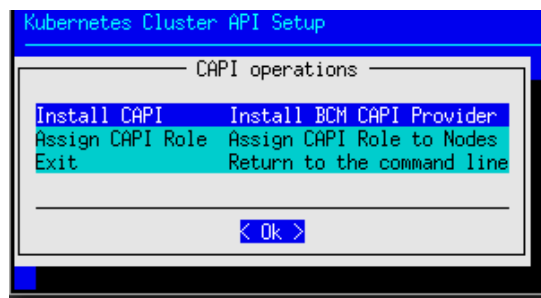 Kubernetes Cluster API Setup
CAPI operations
Install CAPI Install BCM CAPI Provider
Assign CAPI Role Assign CAPI Role to Nodes
Exit Return to the command line
< Ok >